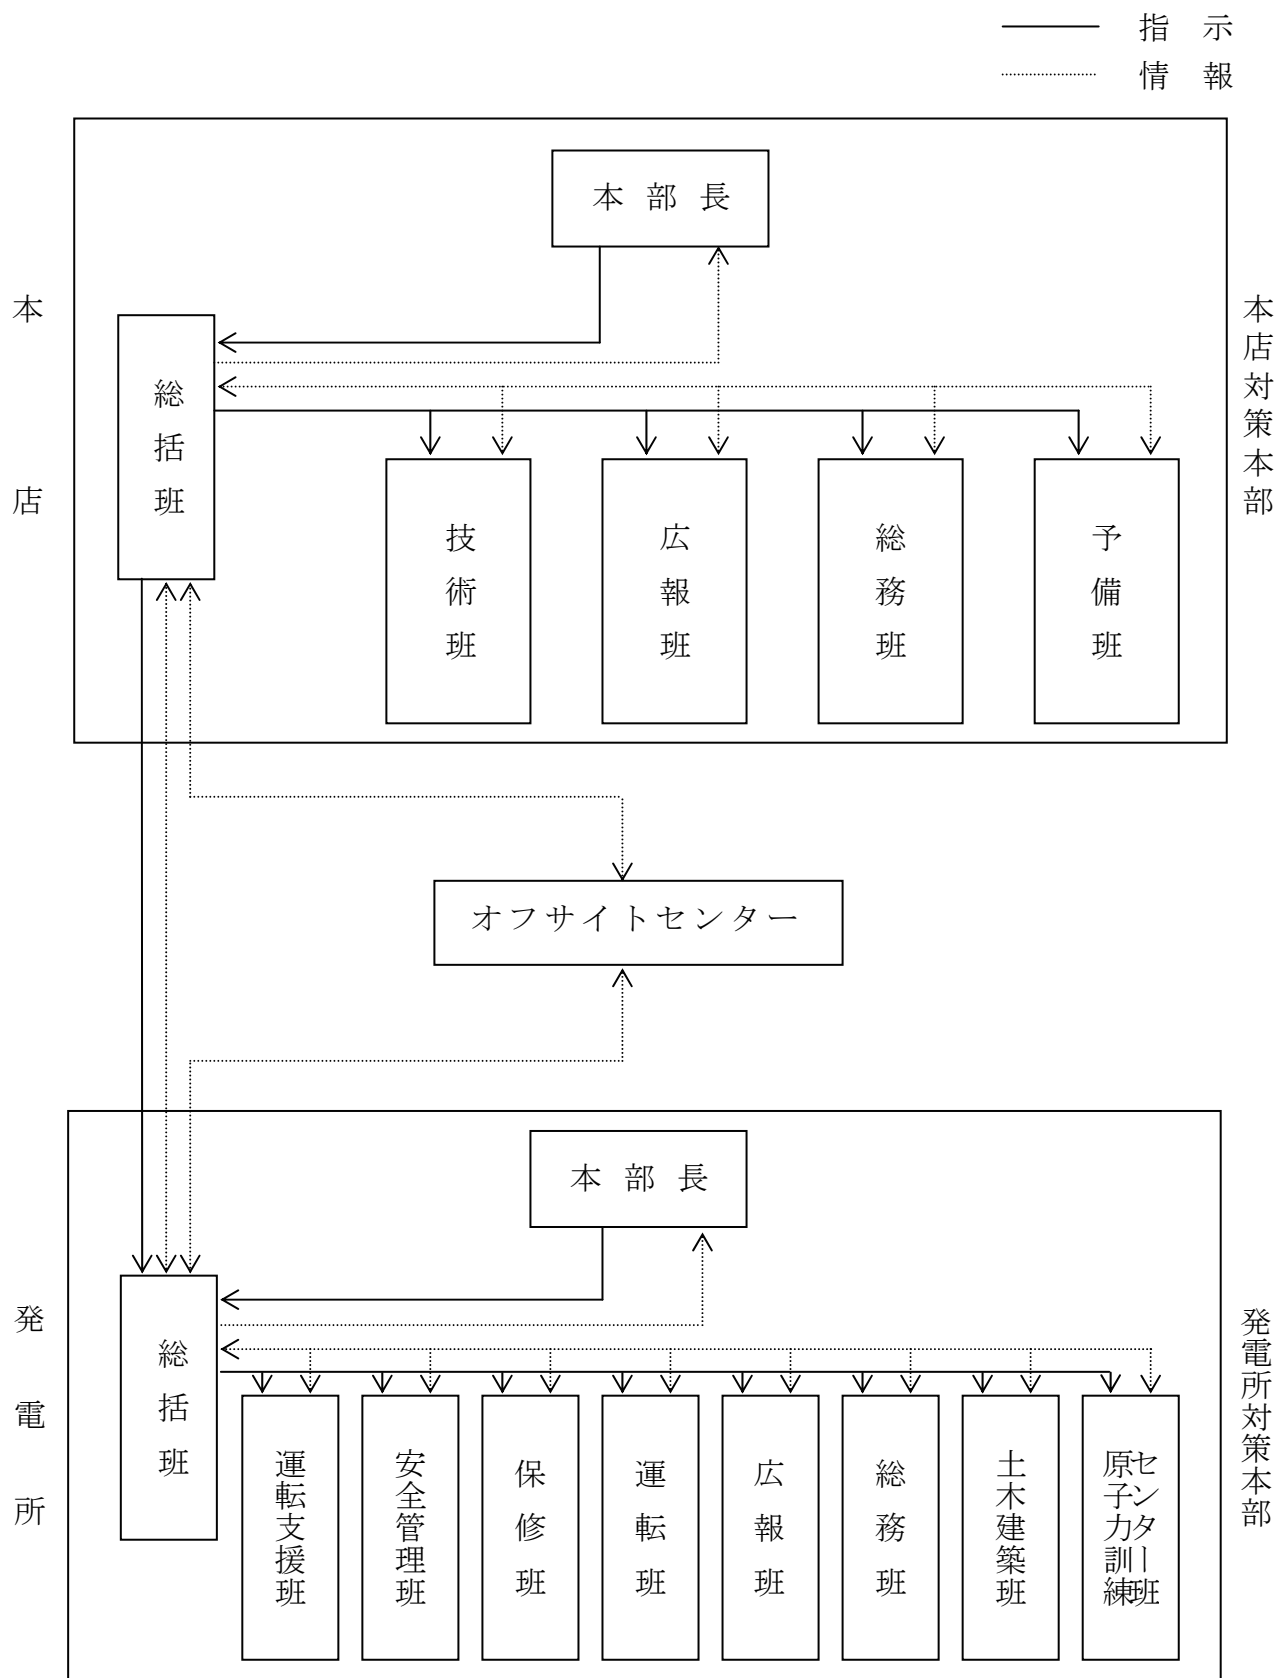 指示
情報
本部長
本店
本店対策本部
総括班
技術班
広報班
総務班
予備班
オフサイトセンター
本部長
発電所
発電所対策本部
総括班
運転支援班
安全管理班
保修班
運転班
広報班
総務班
土木建築班
原子力訓練
センター班